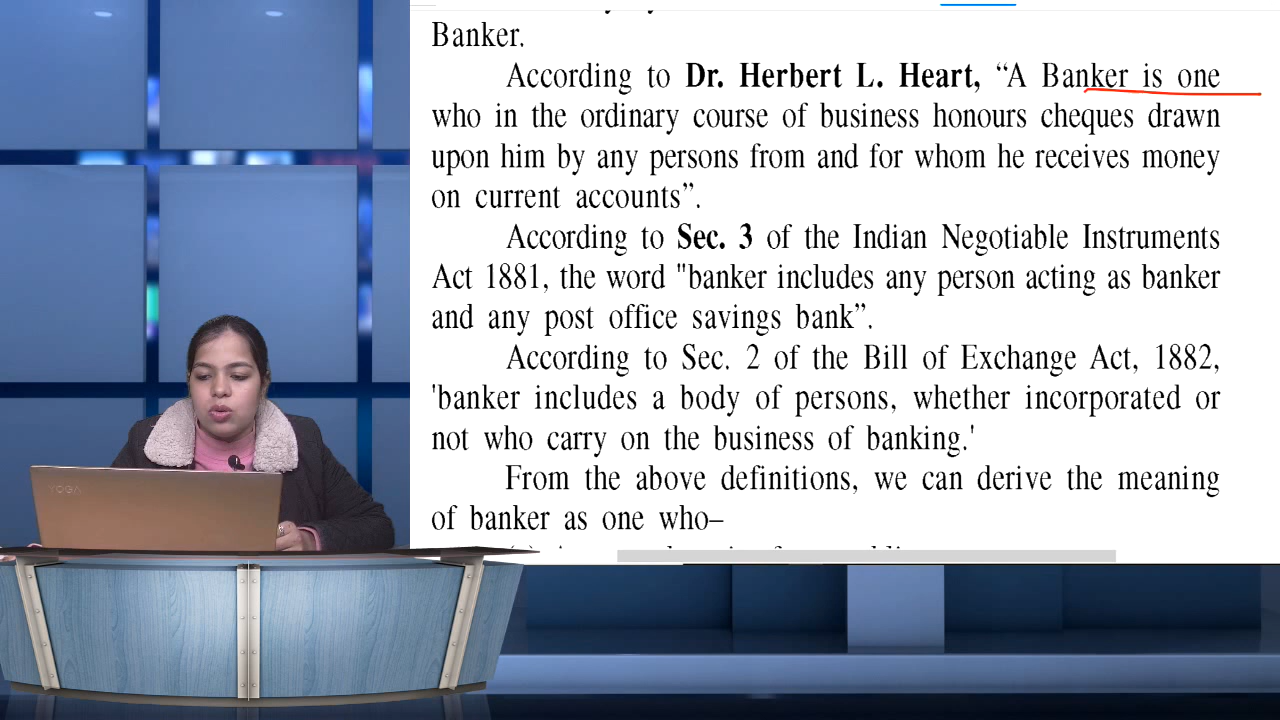 Banker.
According to Dr. Herbert L. Heart, “A Banker is one
who in the ordinary course of business honours cheques drawn
upon him by any persons from and for whom he receives money
on current accounts”.
According to Sec. 3 of the Indian Negotiable Instruments
Act 1881, the word "banker includes any person acting as banker
and any post office savings bank”.
According to Sec. 2 of the Bill of Exchange Act, 1882,
'banker includes a body of persons, whether incorporated or
not who carry on the business of banking.'
From the above definitions, we can derive the meaning
of banker as one who–
YOGA